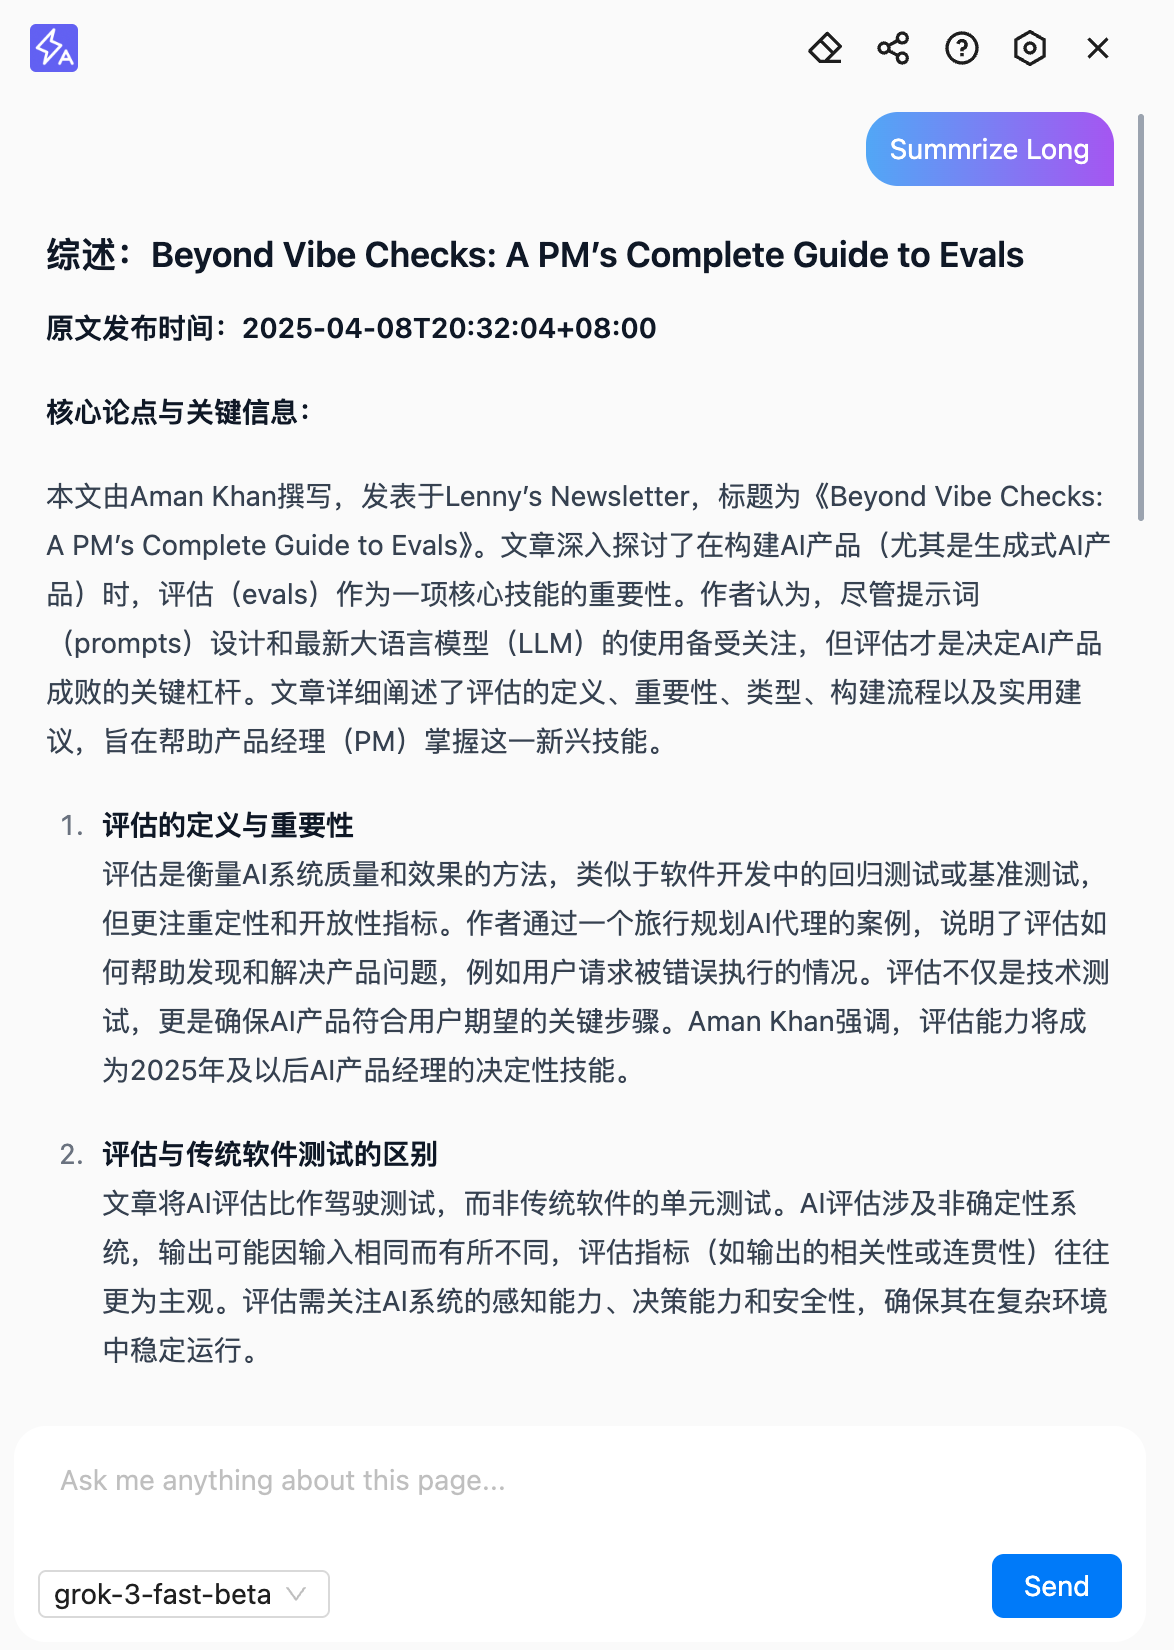 A
Summrize Long
综述：Beyond Vibe Checks: A PM’s Complete Guide to Evals
原文发布时间：2025-04-08T20:32:04+08:00
核心论点与关键信息：
本文由Aman Khan撰写，发表于Lenny’s Newsletter，标题为《Beyond Vibe Checks:
A PM’s Complete Guide to Evals》。文章深入探讨了在构建AI产品（尤其是生成式AI产
品）时，评估（evals）作为一项核心技能的重要性。作者认为，尽管提示词
（prompts）设计和最新大语言模型（LLM）的使用备受关注，但评估才是决定AI产品
成败的关键杠杆。文章详细阐述了评估的定义、重要性、类型、构建流程以及实用建
议，旨在帮助产品经理（PM）掌握这一新兴技能。
1. 评估的定义与重要性
评估是衡量AI系统质量和效果的方法，类似于软件开发中的回归测试或基准测试，
但更注重定性和开放性指标。作者通过一个旅行规划AI代理的案例，说明了评估如
何帮助发现和解决产品问题，例如用户请求被错误执行的情况。评估不仅是技术测
试，更是确保AI产品符合用户期望的关键步骤。Aman Khan强调，评估能力将成
为2025年及以后AI产品经理的决定性技能。
2. 评估与传统软件测试的区别
文章将AI评估比作驾驶测试，而非传统软件的单元测试。AI评估涉及非确定性系
统，输出可能因输入相同而有所不同，评估指标（如输出的相关性或连贯性）往往
更为主观。评估需关注AI系统的感知能力、决策能力和安全性，确保其在复杂环境
中稳定运行。
Ask me anything about this page...
grok-3-fast-beta
Send